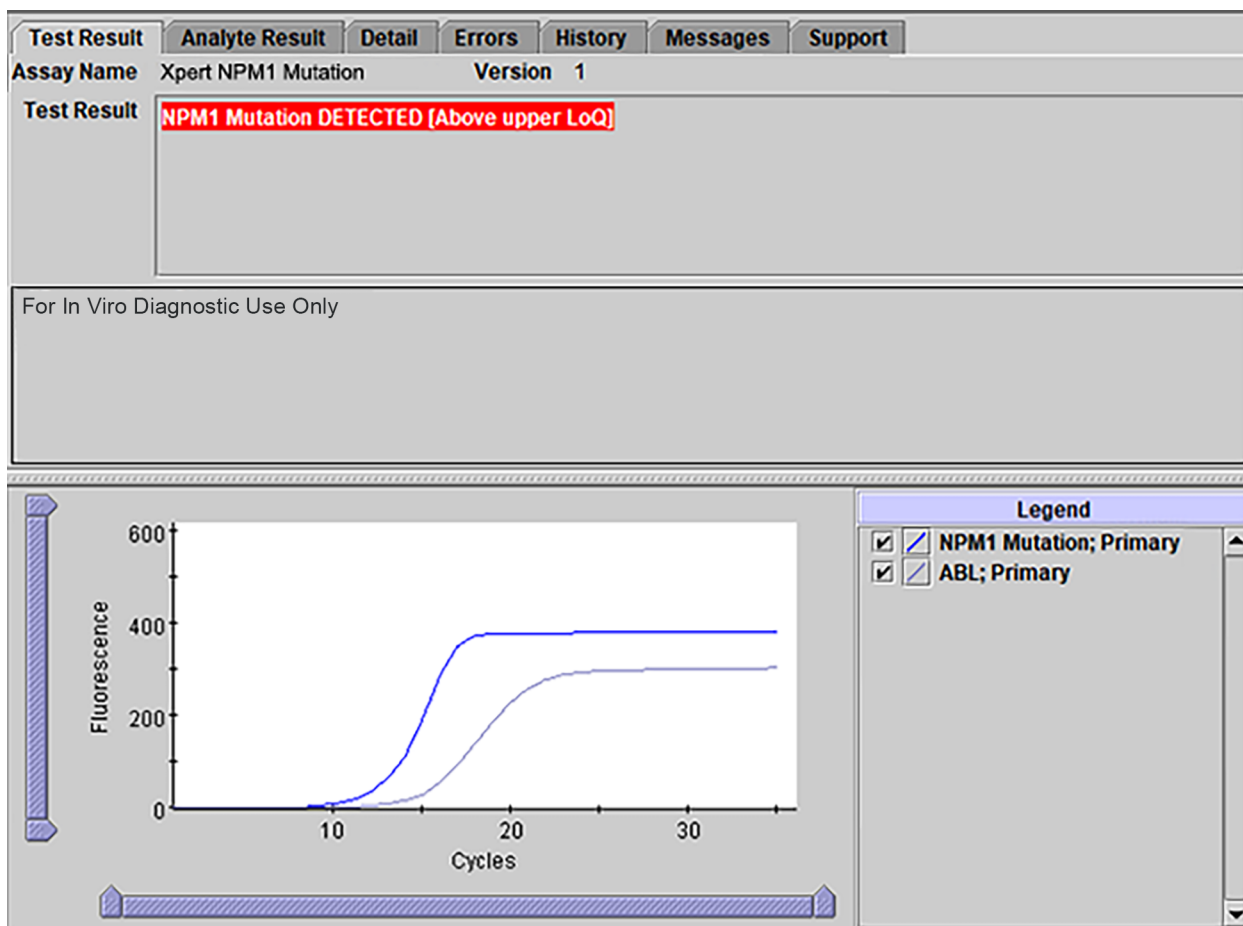 Test Result Analyte Result Detail Errors History Messages Support
Assay Name Xpert NPM1 Mutation Version 1
Test Result NPM1 Mutation DETECTED [Above upper LoQ]
For In Viro Diagnostic Use Only
Legend
NPM1 Mutation; Primary
ABL; Primary
600
400
200
0
Fluorescence
10 20 30
Cycles